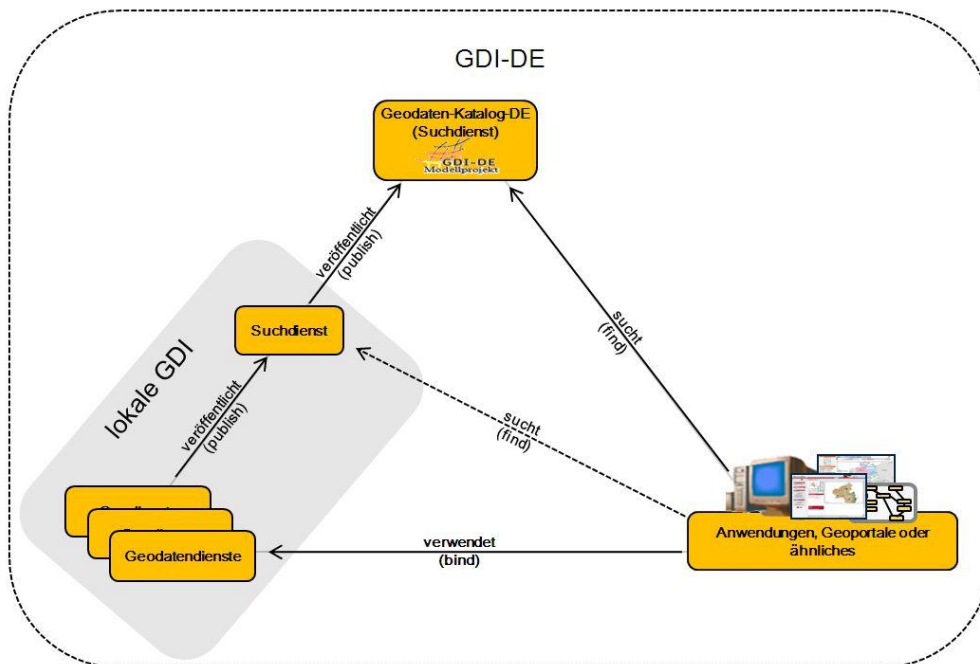 GDI-DE
Geodaten-Katalog-DE
(Suchdienst)
GDI-DE
Modellprojekt
veröffentlicht
(publish)
sucht
(find)
Suchdienst
lokale GDI
veröffentlicht
(publish)
sucht
(find)
Geodatendienste
verwendet
(bind)
Anwendungen, Geoportale oder
ähnliches